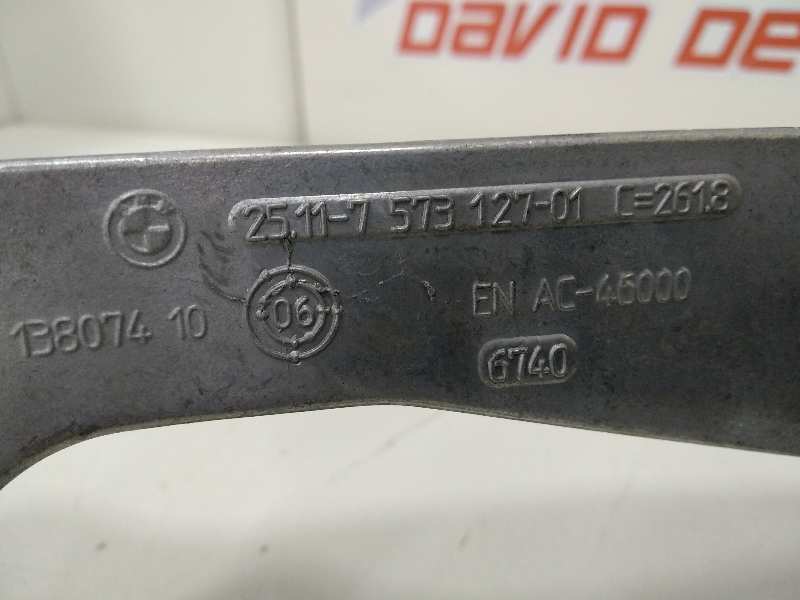 DAVID DE
25.11-7 573 127-01 C=261.8
06
EN AC-46000
138074 10
6740